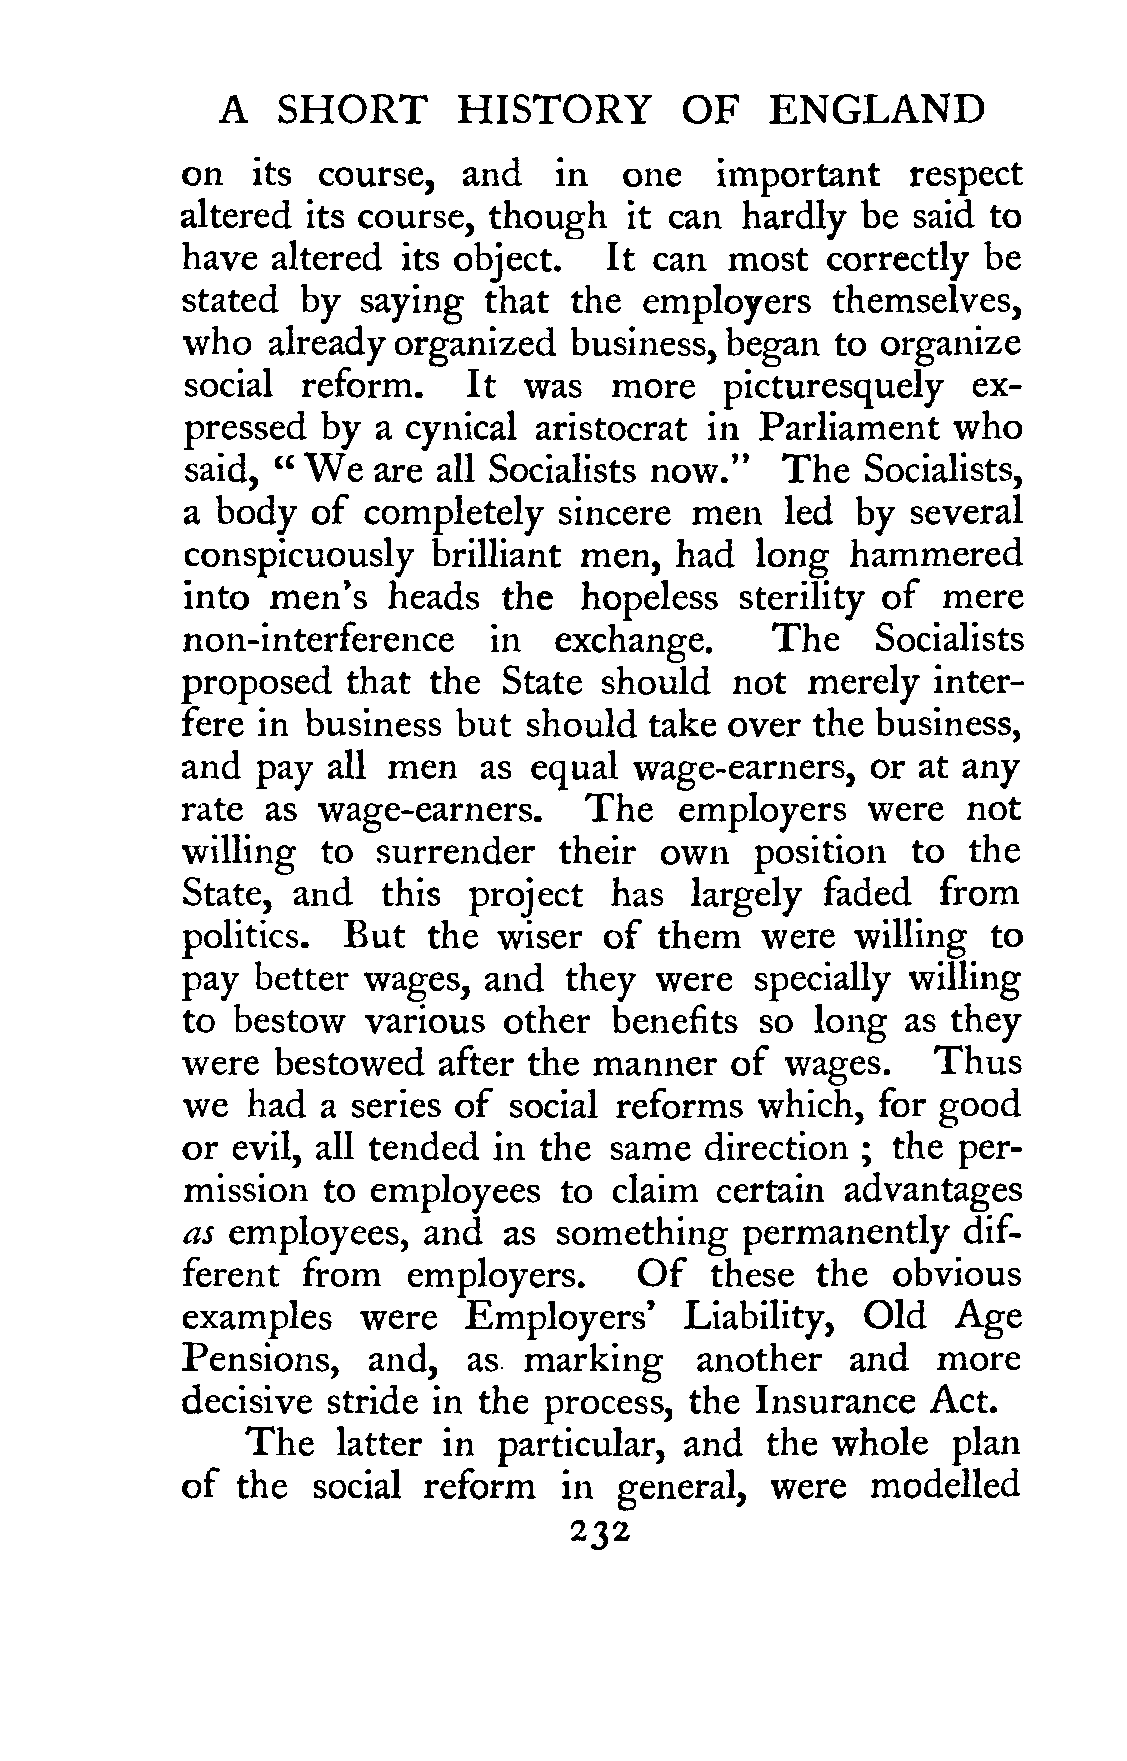 A SHORT HISTORY OF ENGLAND
on its course, and in one important respect
altered its course, though it can hardly be said to
have altered its object. It can most correctly be
stated by saying that the employers themselves,
who already organized business, began to organize
social reform. It was more picturesquely ex-
pressed by a cynical aristocrat in Parliament who
said, “ We are all Socialists now.” The Socialists,
a body of completely sincere men led by several
conspicuously brilliant men, had long hammered
into men’s heads the hopeless sterility of mere
non-interference in exchange. The Socialists
proposed that the State should not merely inter-
fere in business but should take over the business,
and pay all men as equal wage-earners, or at any
rate as wage-earners. The employers were not
willing to surrender their own position to the
State, and this project has largely faded from
politics. But the wiser of them were willing to
pay better wages, and they were specially willing
to bestow various other benefits so long as they
were bestowed after the manner of wages. Thus
we had a series of social reforms which, for good
or evil, all tended in the same direction ; the per-
mission to employees to claim certain advantages
as employees, and as something permanently dif-
ferent from employers. Of these the obvious
examples were Employers’ Liability, Old Age
Pensions, and, as marking another and more
decisive stride in the process, the Insurance Act.
The latter in particular, and the whole plan
of the social reform in general, were modelled
232